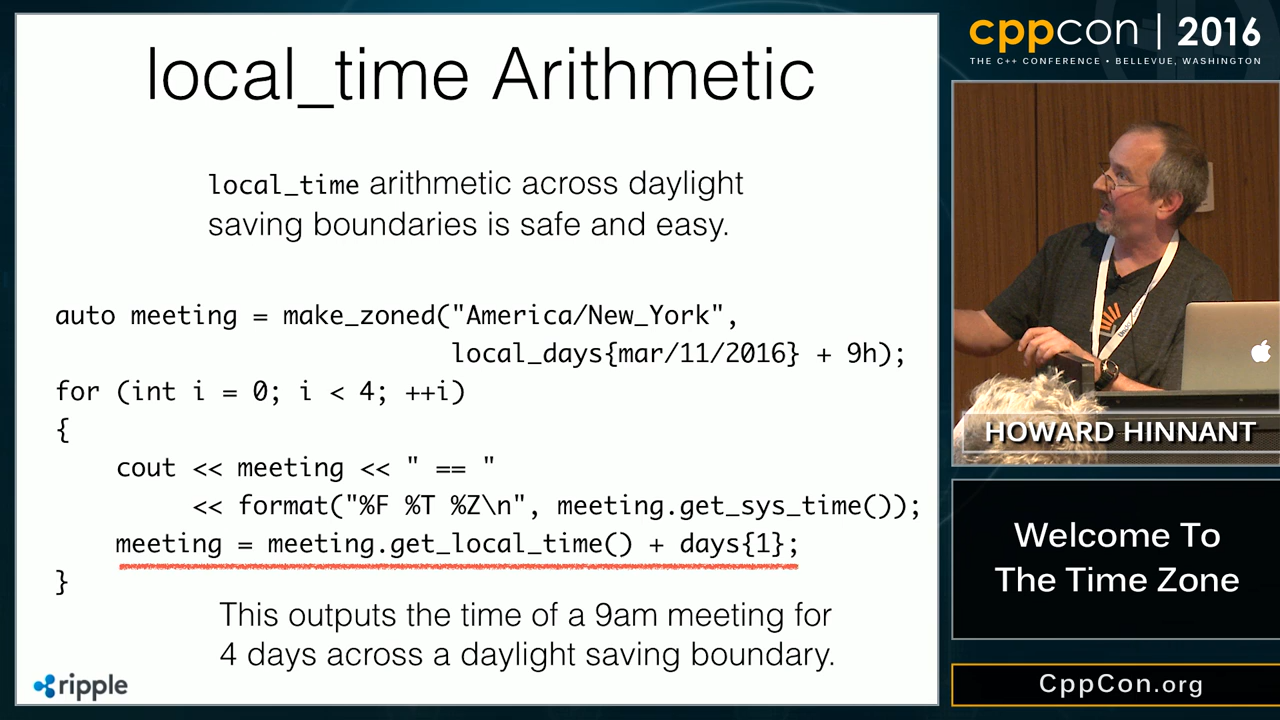 local_time Arithmetic
local_time arithmetic across daylight
saving boundaries is safe and easy.
auto meeting = make_zoned("America/New_York",
local_days{mar/11/2016} + 9h);
for (int i = 0; i < 4; ++i)
{
cout << meeting << " == "
<< format("%F %T %Z\n", meeting.get_sys_time());
meeting = meeting.get_local_time() + days{1};
}
This outputs the time of a 9am meeting for
4 days across a daylight saving boundary.
ripple
cppcon | 2016
THE C++ CONFERENCE • BELLEVUE, WASHINGTON
HOWARD HINNANT
Welcome To
The Time Zone
CppCon.org